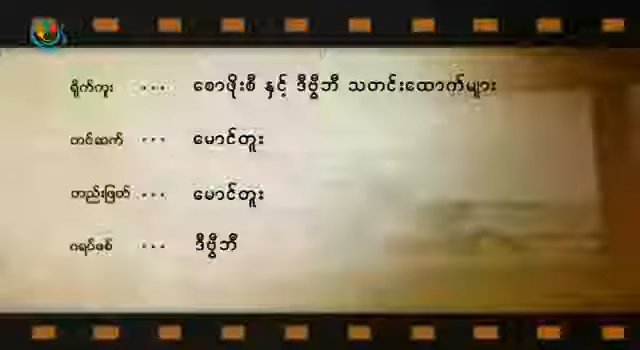 ရိုက်ကူး ... စောဖိုးစီ နှင့် ဒီဗွီဘီ သတင်းထောက်များ
တင်ဆက် ... မောင်တူး
တည်းဖြတ် ... မောင်တူး
ဂရပ်ဖစ် ... ဒီဗွီဘီ